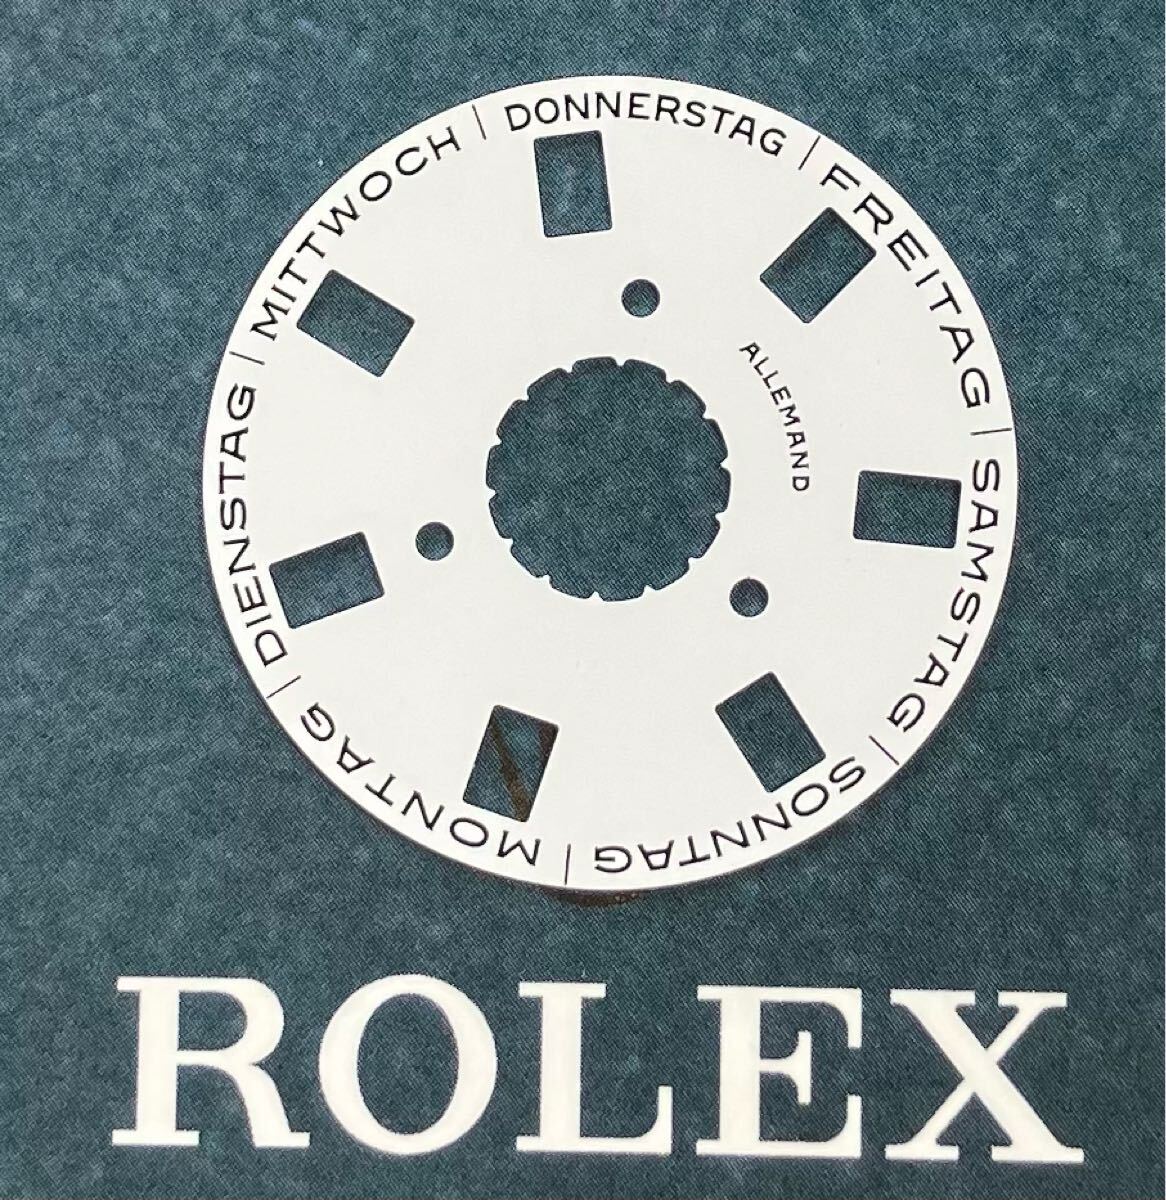 DONNERSTAG | FREITAG | SAMSTAG | SONNTAG | MONTAG | DIENSTAG | MITTWOCH |
ALLEMAND
ROLEX